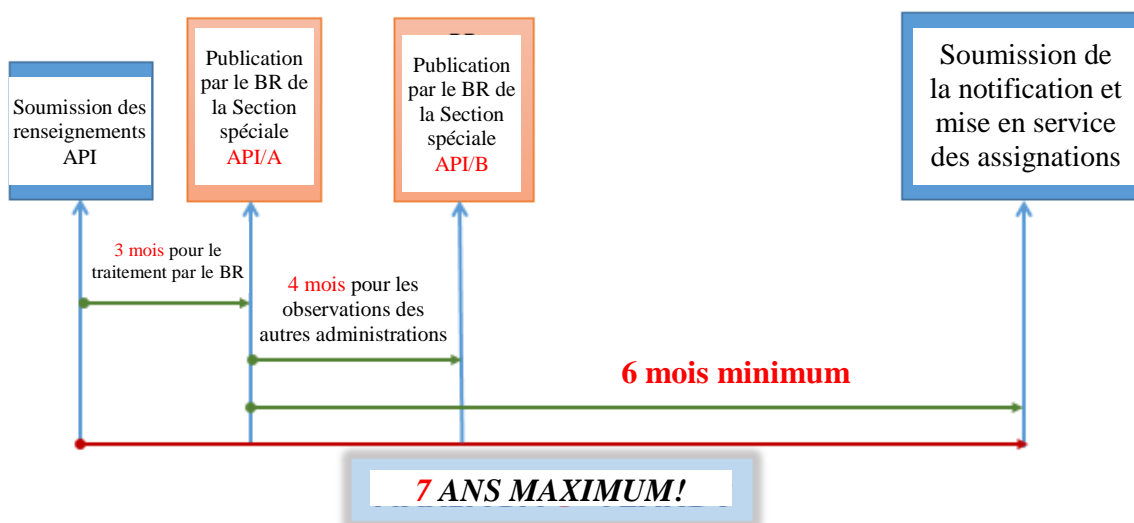 Soumission des
renseignements
API
Publication
par le BR de
la Section
spéciale
API/A
Publication
par le BR de
la Section
spéciale
API/B
Soumission de
la notification et
mise en service
des assignations
3 mois pour le
traitement par le BR
4 mois pour les
observations des
autres administrations
6 mois minimum
7 ANS MAXIMUM!